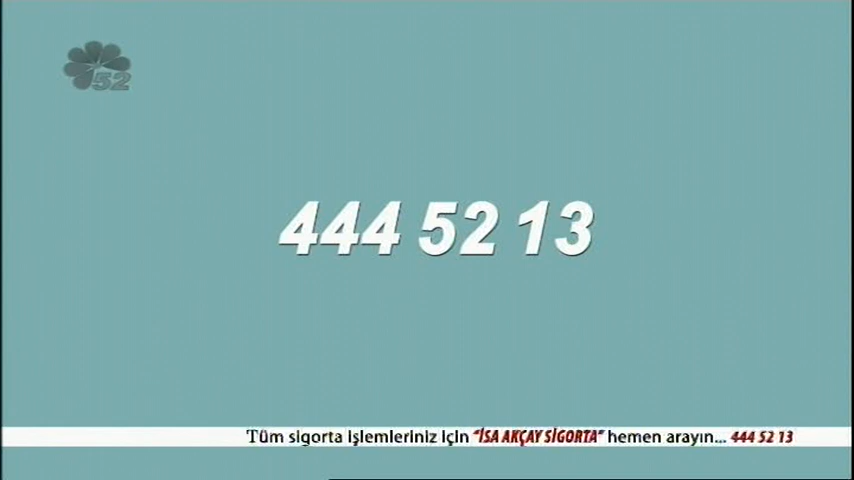 52
444 52 13
Tüm sigorta işlemleriniz için "İSA AKÇAY SİGORTA" hemen arayın... 444 52 13